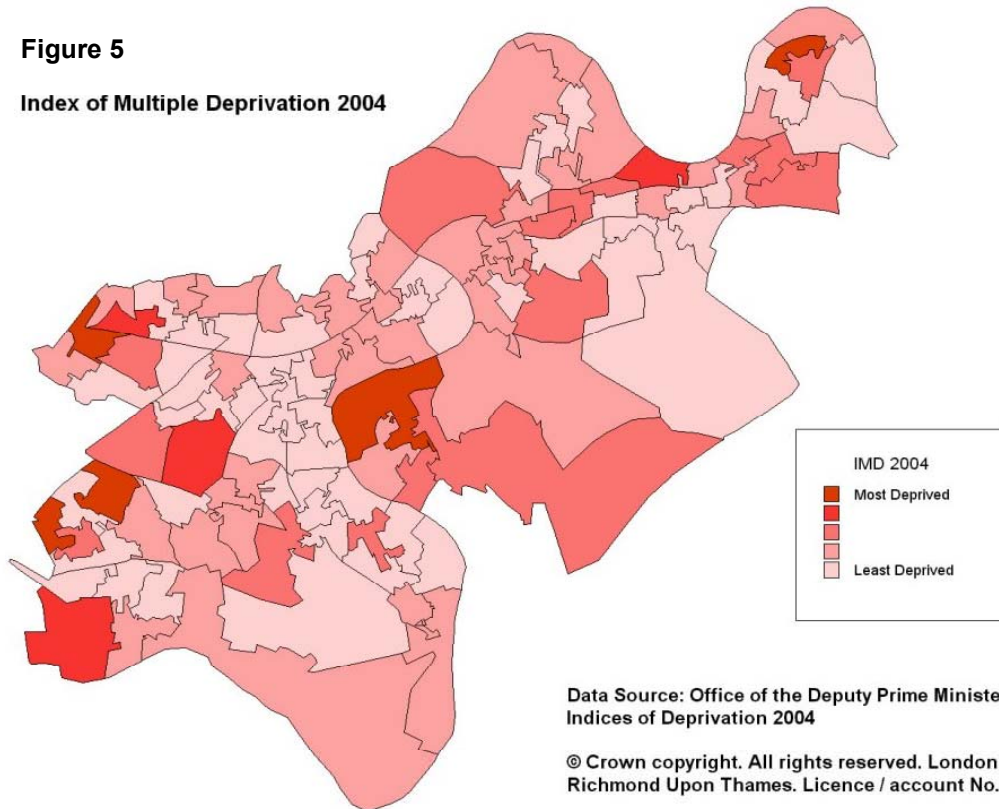 Figure 5
Index of Multiple Deprivation 2004
IMD 2004
Most Deprived
Least Deprived
Data Source: Office of the Deputy Prime Ministe
Indices of Deprivation 2004
© Crown copyright. All rights reserved. London
Richmond Upon Thames. Licence / account No.